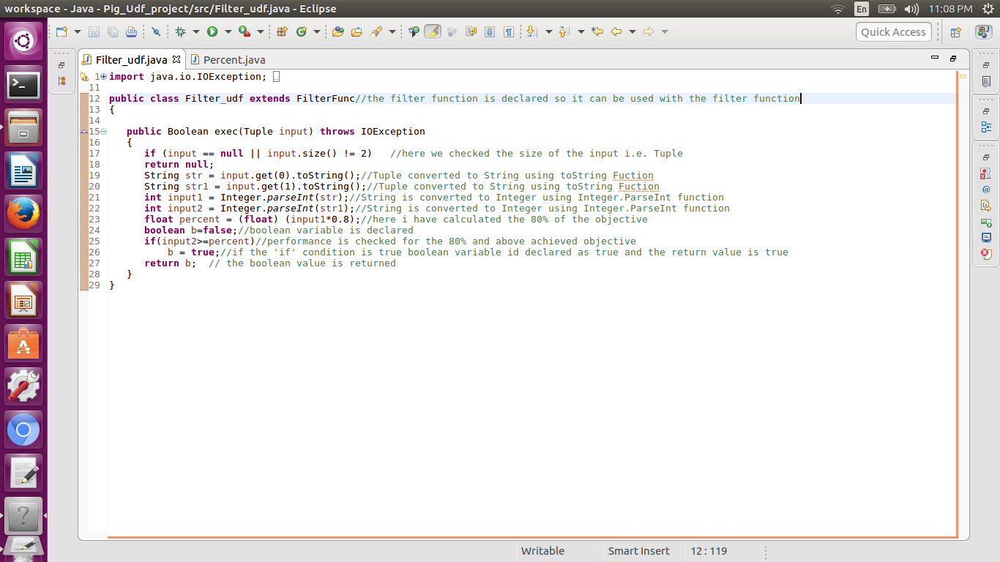 workspace - Java - Pig_Udf_project/src/Filter_udf.java - Eclipse
En
11:08 PM
Quick Access
Filter_udf.java
Percent.java
1 import java.io.IOException;
11
12 public class Filter_udf extends FilterFunc//the filter function is declared so it can be used with the filter function
13 {
14
15 public Boolean exec(Tuple input) throws IOException
16 {
17 if (input == null || input.size() != 2) //here we checked the size of the input i.e. Tuple
18 return null;
19 String str = input.get(0).toString();//Tuple converted to String using toString Fuction
20 String str1 = input.get(1).toString();//Tuple converted to String using toString Fuction
21 int input1 = Integer.parseInt(str);//String is converted to Integer using Integer.ParseInt function
22 int input2 = Integer.parseInt(str1);//String is converted to Integer using Integer.ParseInt function
23 float percent = (float) (input1*0.8);//here i have calculated the 80% of the objective
24 boolean b=false;//boolean variable is declared
25 if(input2>=percent)//performance is checked for the 80% and above achieved objective
26 b = true;//if the 'if' condition is true boolean variable id declared as true and the return value is true
27 return b; // the boolean value is returned
28 }
29 }
Writable
Smart Insert
12 : 119